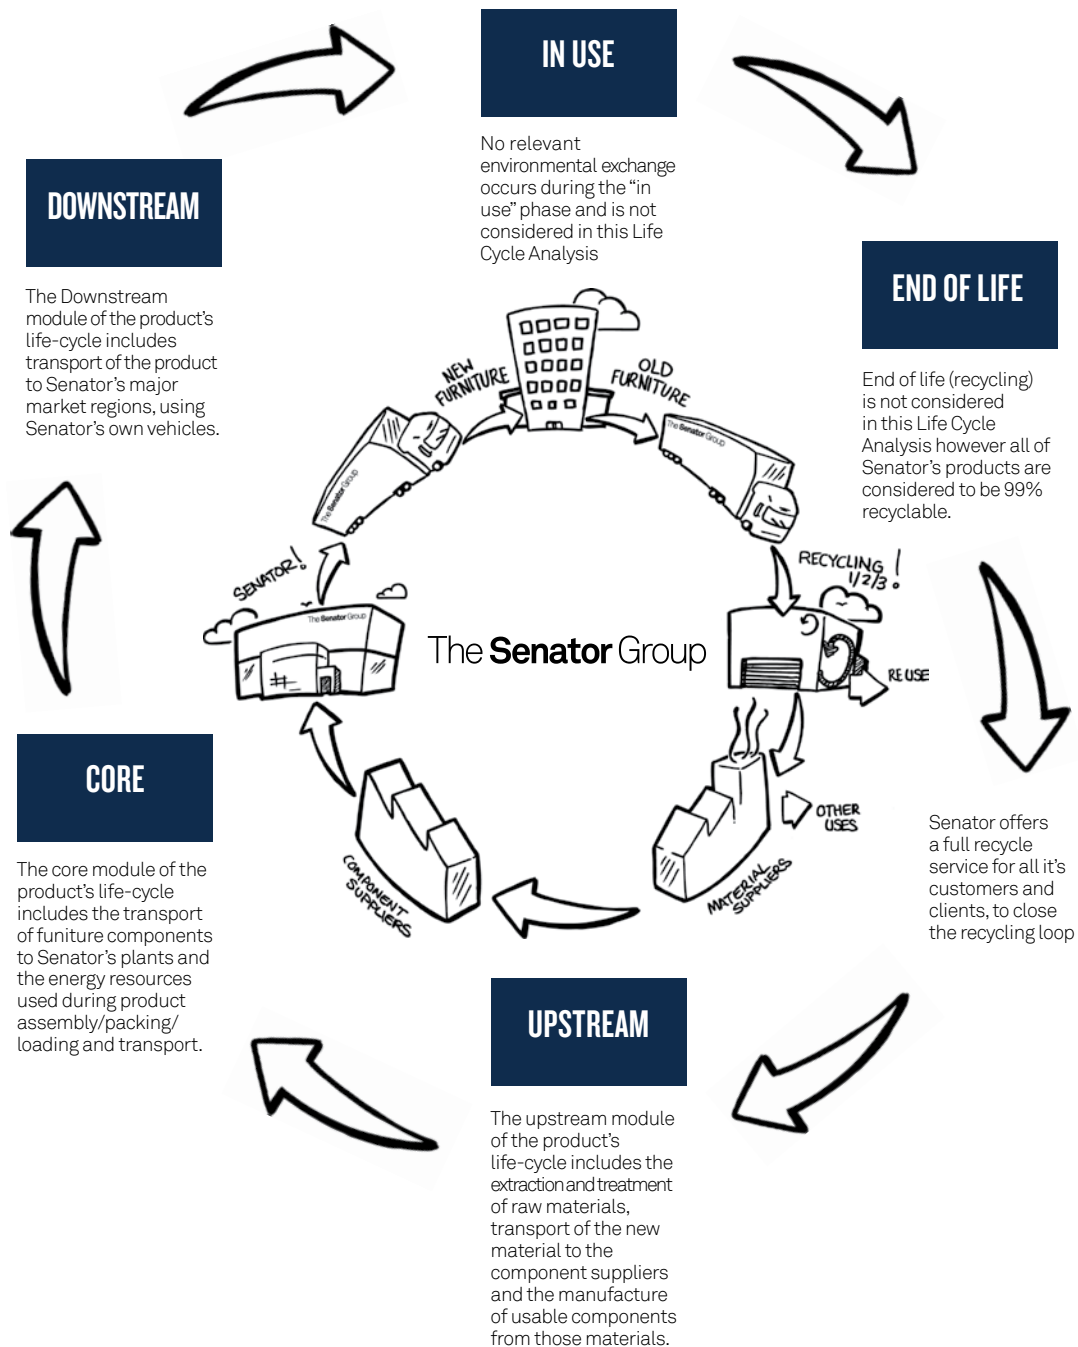 IN USE
No relevant
environmental exchange
occurs during the “in
use” phase and is not
considered in this Life
Cycle Analysis
DOWNSTREAM
The Downstream
module of the product’s
life-cycle includes
transport of the product
to Senator’s major
market regions, using
Senator’s own vehicles.
END OF LIFE
End of life (recycling)
is not considered
in this Life Cycle
Analysis however all of
Senator’s products are
considered to be 99%
recyclable.
NEW
FURNITURE
OLD
FURNITURE
The Senator Group
The Senator Group
SENATOR!
RECYCLING
1/2/3!
The Senator Group
The Senator Group
RE USE
OTHER
USES
COMPONENT
SUPPLIERS
MATERIAL
SUPPLIERS
CORE
The core module of the
product’s life-cycle
includes the transport
of funiture components
to Senator’s plants and
the energy resources
used during product
assembly/packing/
loading and transport.
Senator offers
a full recycle
service for all it’s
customers and
clients, to close
the recycling loop
UPSTREAM
The upstream module
of the product’s
life-cycle includes the
extraction and treatment
of raw materials,
transport of the new
material to the
component suppliers
and the manufacture
of usable components
from those materials.